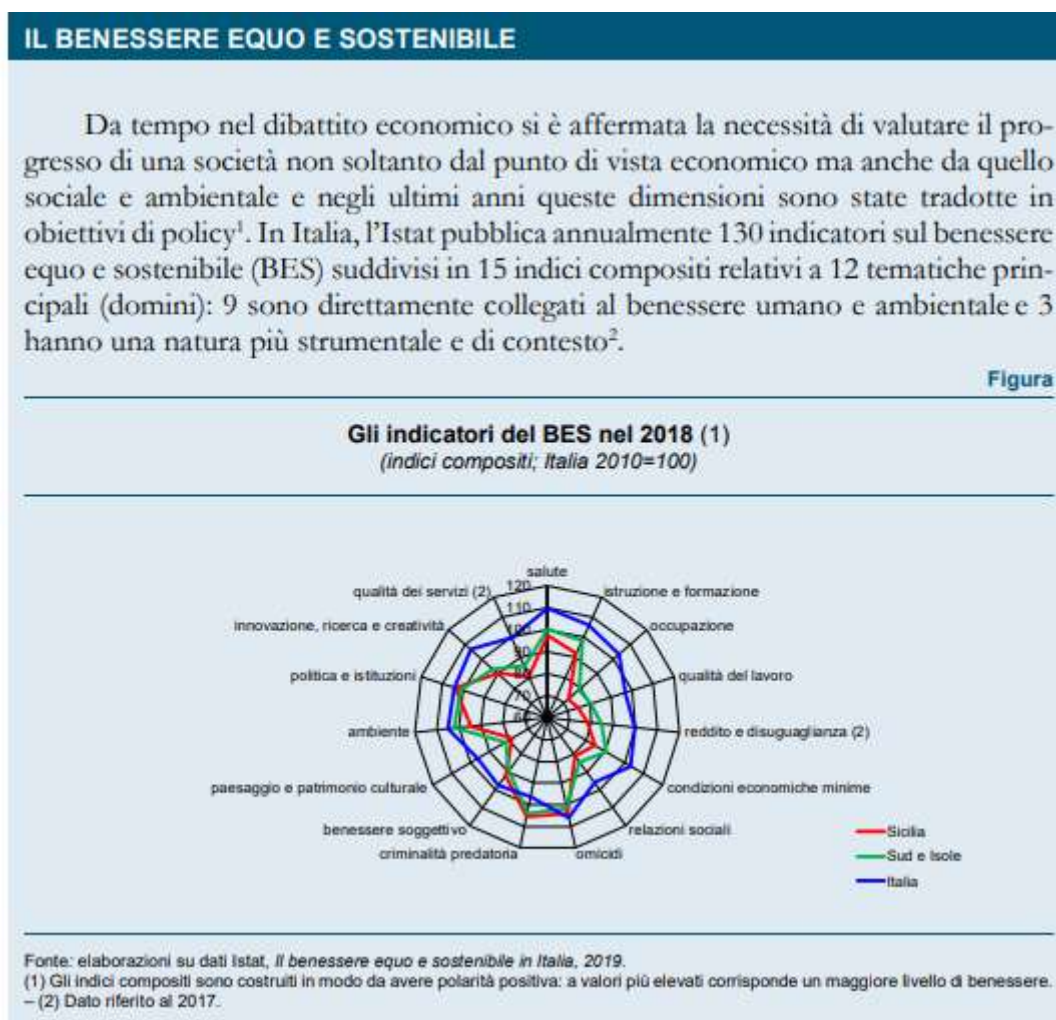 IL BENESSERE EQUO E SOSTENIBILE
Da tempo nel dibattito economico si è affermata la necessità di valutare il pro-
gresso di una società non soltanto dal punto di vista economico ma anche da quello
sociale e ambientale e negli ultimi anni queste dimensioni sono state tradotte in
obiettivi di policy¹. In Italia, l'Istat pubblica annualmente 130 indicatori sul benessere
equo e sostenibile (BES) suddivisi in 15 indici compositi relativi a 12 tematiche prin-
cipali (domini): 9 sono direttamente collegati al benessere umano e ambientale e 3
hanno una natura più strumentale e di contesto².
Figura
Gli indicatori del BES nel 2018 (1)
(indici compositi; Italia 2010=100)
salute
istruzione e formazione
occupazione
qualità del lavoro
reddito e disuguaglianza (2)
condizioni economiche minime
relazioni sociali
omicidi
criminalità predatoria
benessere soggettivo
paesaggio e patrimonio culturale
ambiente
politica e istituzioni
innovazione, ricerca e creatività
qualità dei servizi (2)
120
110
100
90
80
70
60
Sicilia
Sud e Isole
Italia
Fonte: elaborazioni su dati Istat, Il benessere equo e sostenibile in Italia, 2019.
(1) Gli indici compositi sono costruiti in modo da avere polarità positiva: a valori più elevati corrisponde un maggiore livello di benessere.
– (2) Dato riferito al 2017.